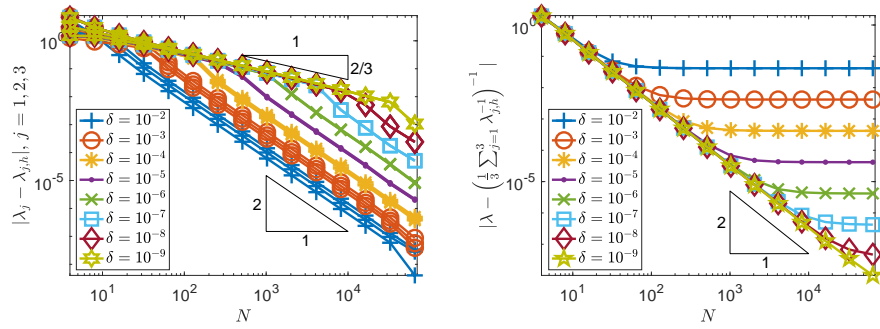 |λ_j − λ_{j,h}|, j = 1, 2, 3
10^0
10^{-5}
1
2/3
δ = 10^{-2}
δ = 10^{-3}
δ = 10^{-4}
δ = 10^{-5}
δ = 10^{-6}
δ = 10^{-7}
δ = 10^{-8}
δ = 10^{-9}
2
1
10^1 10^2 10^3 10^4
N
|λ − (1/3 ∑_{j=1}^{3} λ_{j,h}^{-1})^{-1}|
10^0
10^{-5}
δ = 10^{-2}
δ = 10^{-3}
δ = 10^{-4}
δ = 10^{-5}
δ = 10^{-6}
δ = 10^{-7}
δ = 10^{-8}
δ = 10^{-9}
2
1
10^1 10^2 10^3 10^4
N